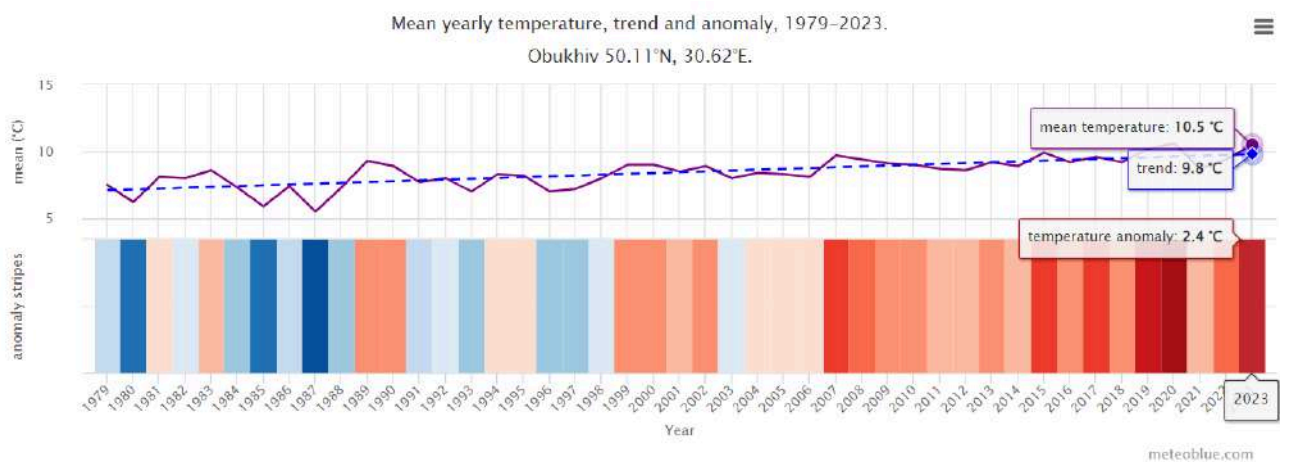 Mean yearly temperature, trend and anomaly, 1979–2023.
Obukhiv 50.11°N, 30.62°E.
mean (°C)
15
10
5
mean temperature: 10.5 °C
trend: 9.8 °C
temperature anomaly: 2.4 °C
anomaly stripes
1979 1980 1981 1982 1983 1984 1985 1986 1987 1988 1989 1990 1991 1992 1993 1994 1995 1996 1997 1998 1999 2000 2001 2002 2003 2004 2005 2006 2007 2008 2009 2010 2011 2012 2013 2014 2015 2016 2017 2018 2019 2020 2021 2023
Year
meteoblue.com